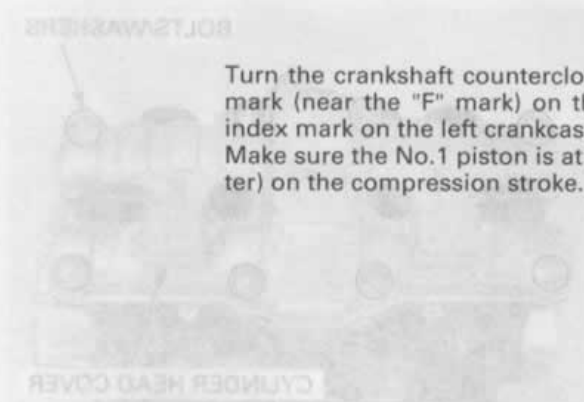 BOLTS/WASHERS
Turn the crankshaft counterclo
mark (near the "F" mark) on th
index mark on the left crankcas
Make sure the No.1 piston is at
ter) on the compression stroke.
CYLINDER HEAD COVER